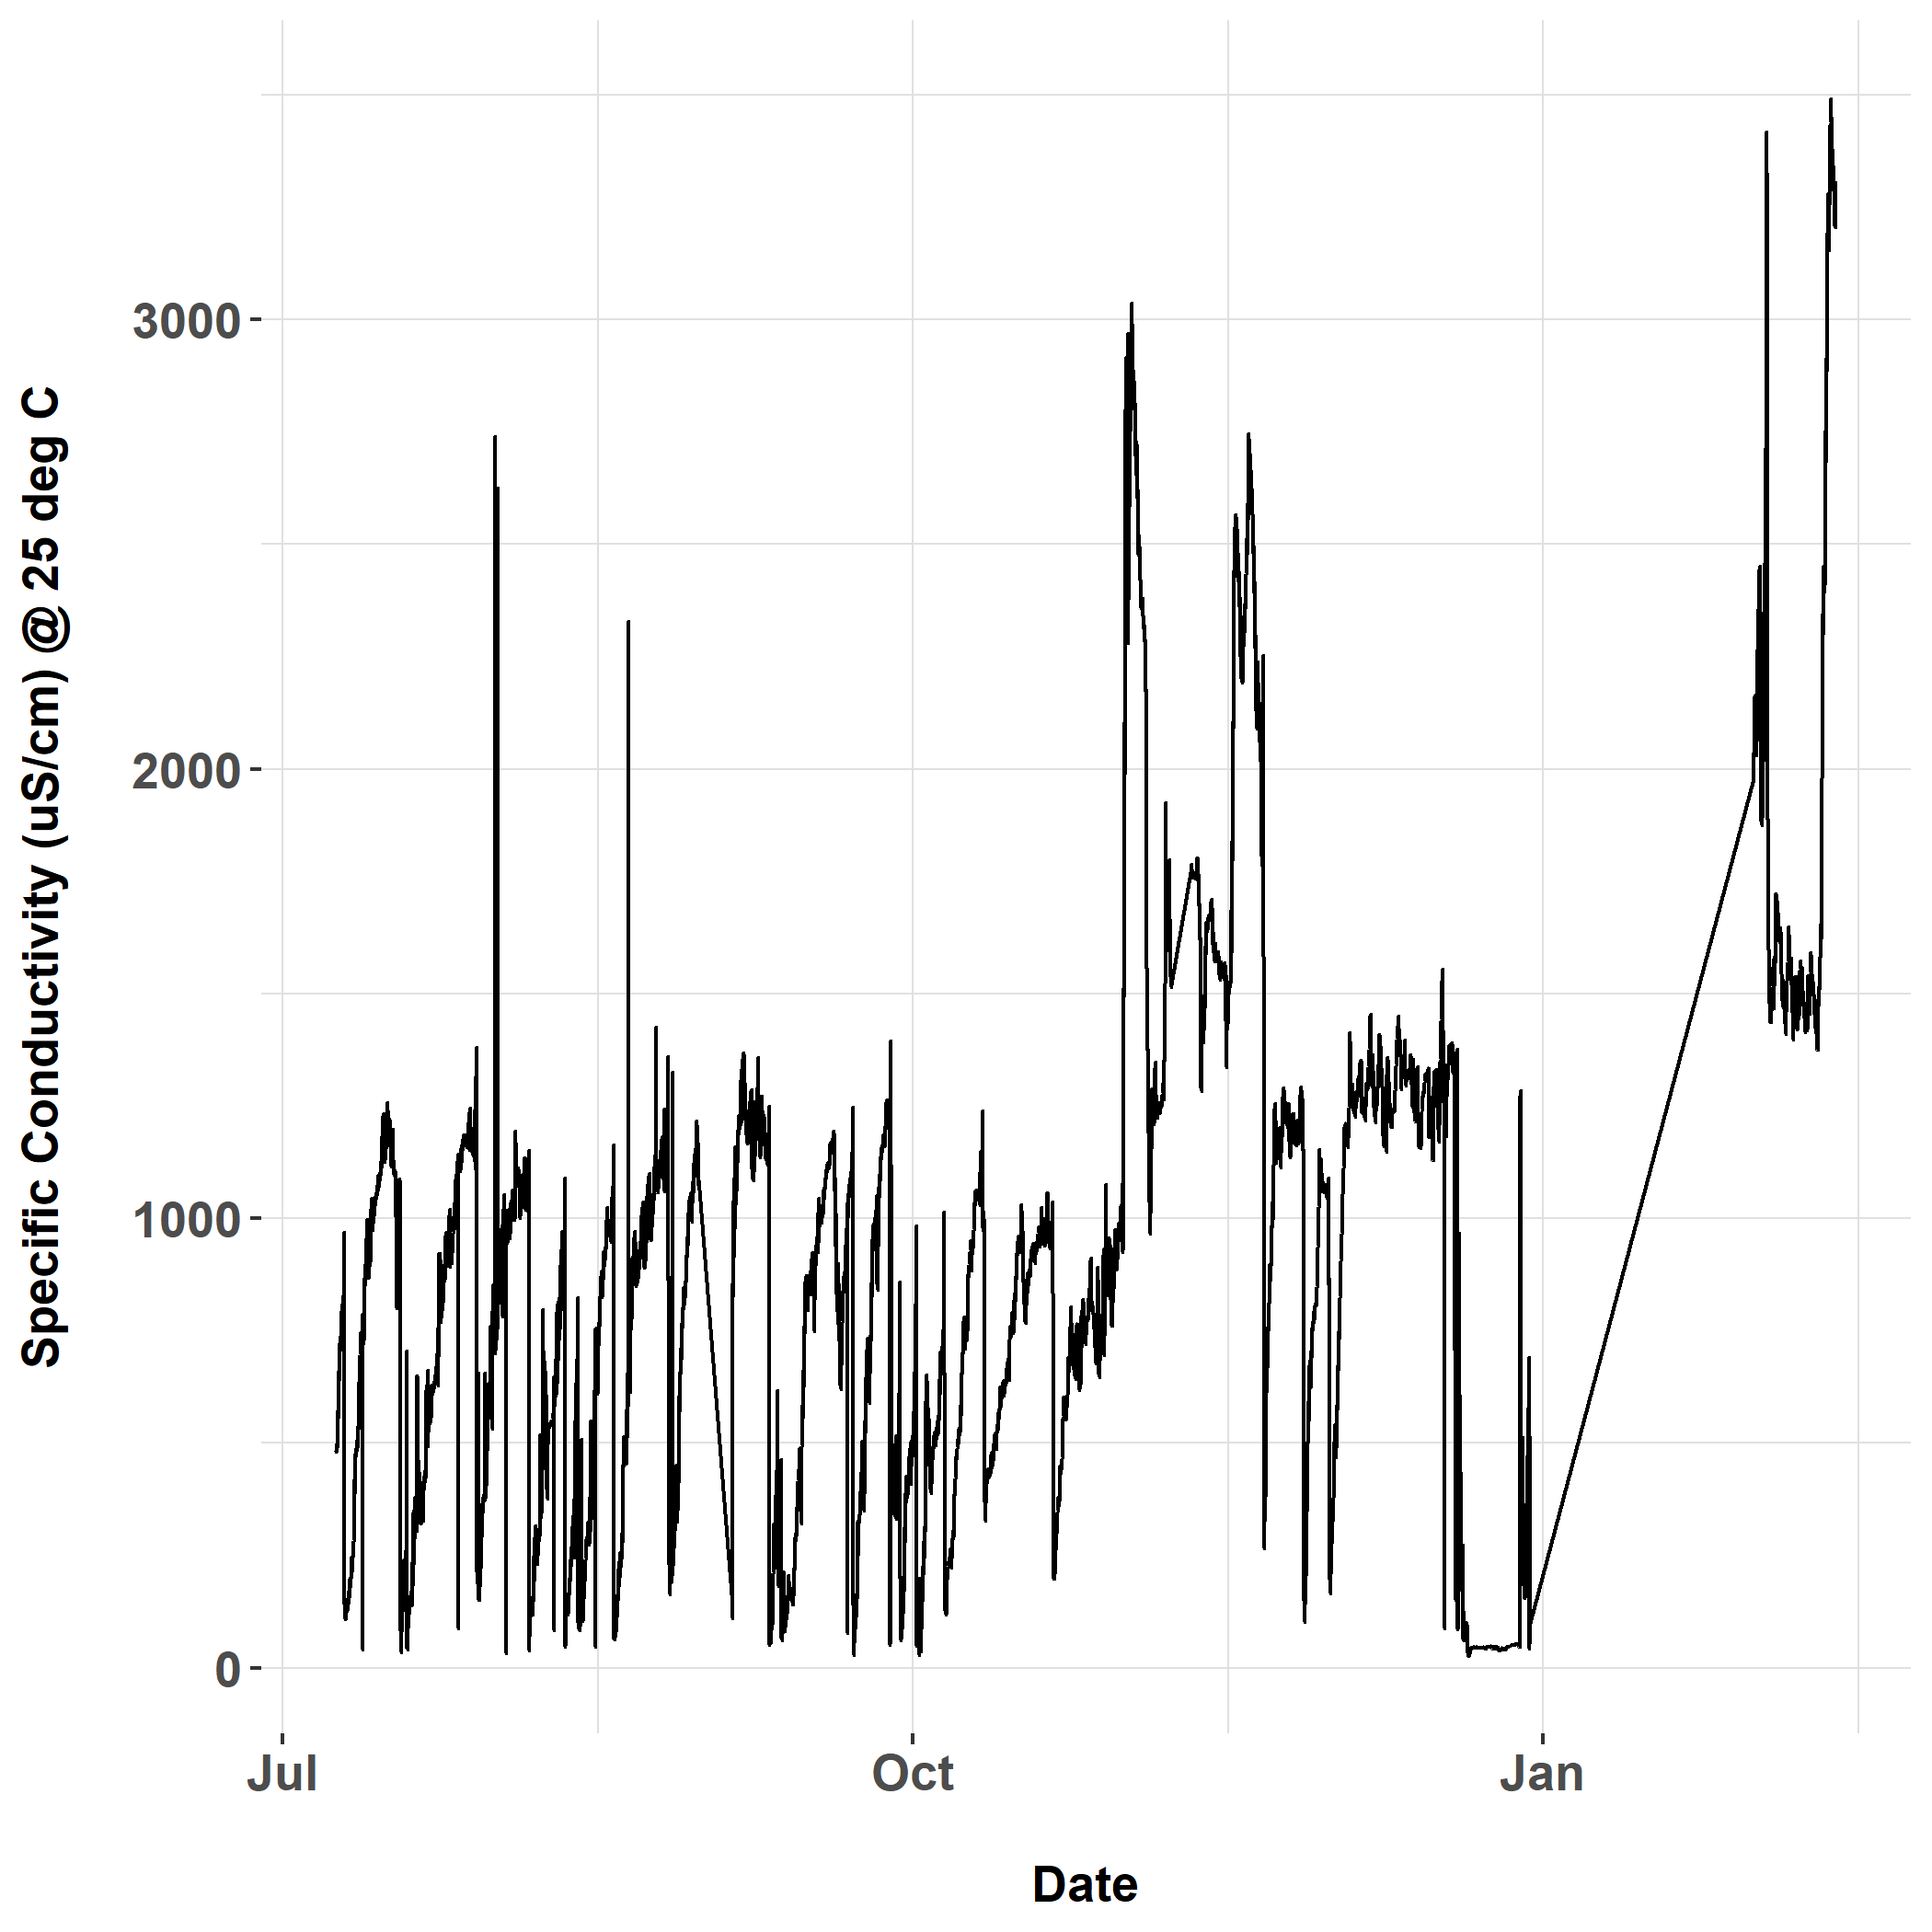 Specific Conductivity (uS/cm) @ 25 deg C
3000
2000
1000
0
Jul
Oct
Jan
Date